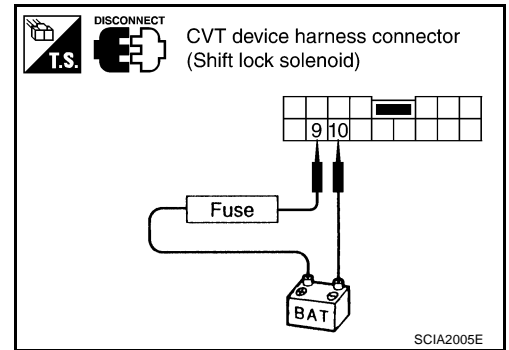 DISCONNECT
T.S.
CVT device harness connector
(Shift lock solenoid)
9 10
Fuse
BAT
SCIA2005E